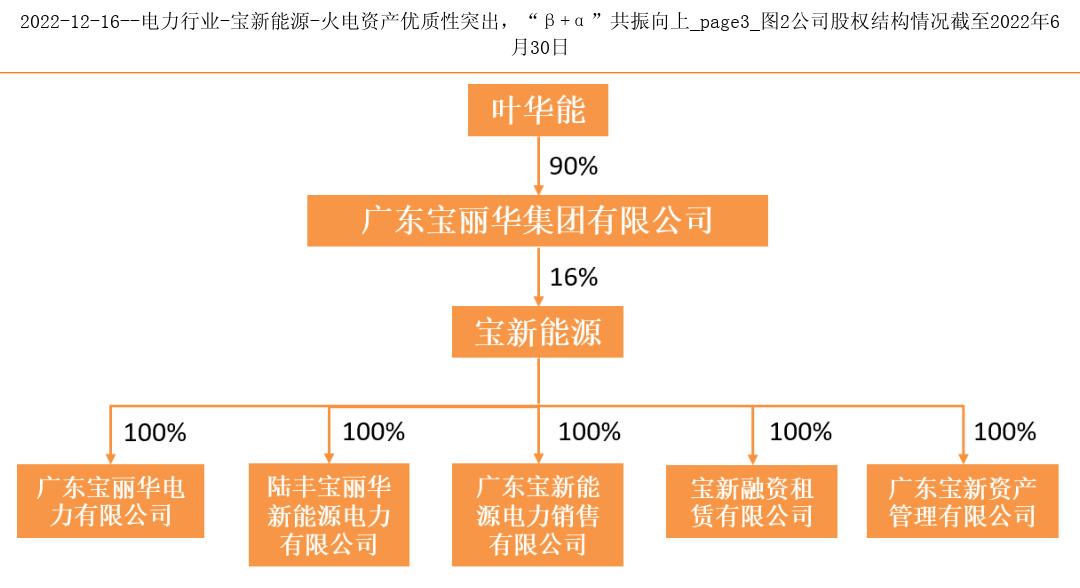 2022-12-16--电力行业-宝新能源-火电资产优质性突出，“β+α”共振向上_page3_图2公司股权结构情况截至2022年6
月30日
叶华能
90%
广东宝丽华集团有限公司
16%
宝新能源
100%
100%
100%
100%
100%
广东宝丽华电
力有限公司
陆丰宝丽华
新能源电力
有限公司
广东宝新能
源电力销售
有限公司
宝新融资租
赁有限公司
广东宝新资产
管理有限公司